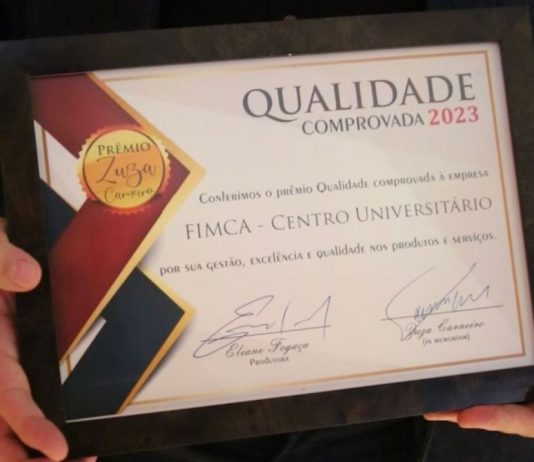 QUALIDADE
COMPROVADA 2023
PRÊMIO
Zuza
Carneiro
Conferimos o prêmio Qualidade comprovada à empresa
FIMCA - Centro Universitário
por sua gestão, excelência e qualidade nos produtos e serviços.
Eliane Fogaça
Produtora
Zuza Carneiro
(in memoriam)